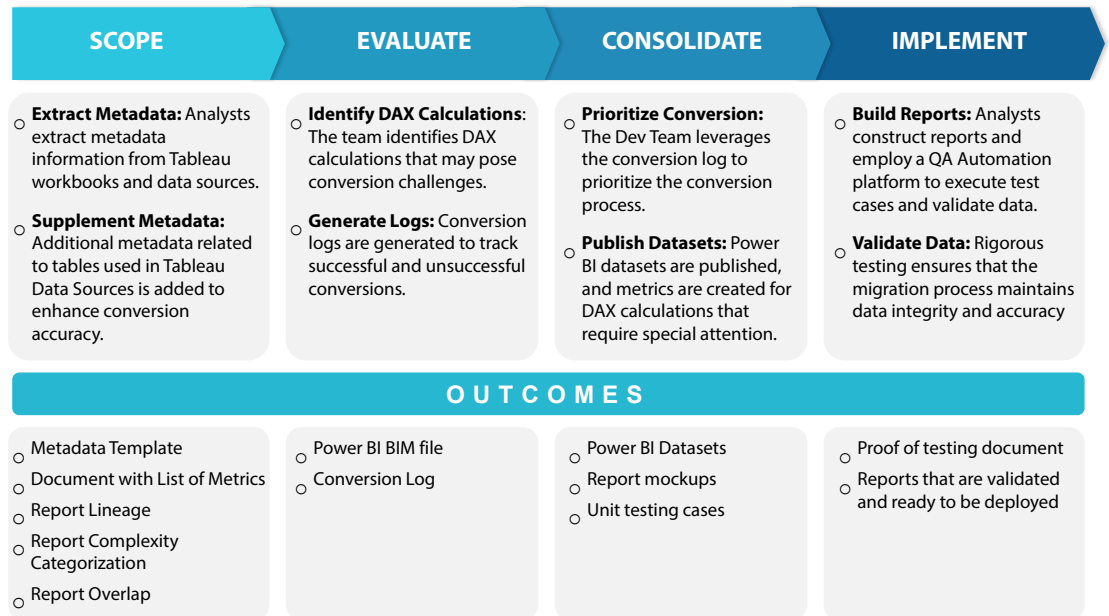 SCOPE
EVALUATE
CONSOLIDATE
IMPLEMENT
Extract Metadata: Analysts
extract metadata
information from Tableau
workbooks and data sources.
Supplement Metadata:
Additional metadata related
to tables used in Tableau
Data Sources is added to
enhance conversion
accuracy.
Identify DAX Calculations:
The team identifies DAX
calculations that may pose
conversion challenges.
Generate Logs: Conversion
logs are generated to track
successful and unsuccessful
conversions.
Prioritize Conversion:
The Dev Team leverages
the conversion log to
prioritize the conversion
process.
Publish Datasets: Power
BI datasets are published,
and metrics are created for
DAX calculations that
require special attention.
Build Reports: Analysts
construct reports and
employ a QA Automation
platform to execute test
cases and validate data.
Validate Data: Rigorous
testing ensures that the
migration process maintains
data integrity and accuracy
OUTCOMES
Metadata Template
Document with List of Metrics
Report Lineage
Report Complexity
Categorization
Report Overlap
Power BI BIM file
Conversion Log
Power BI Datasets
Report mockups
Unit testing cases
Proof of testing document
Reports that are validated
and ready to be deployed